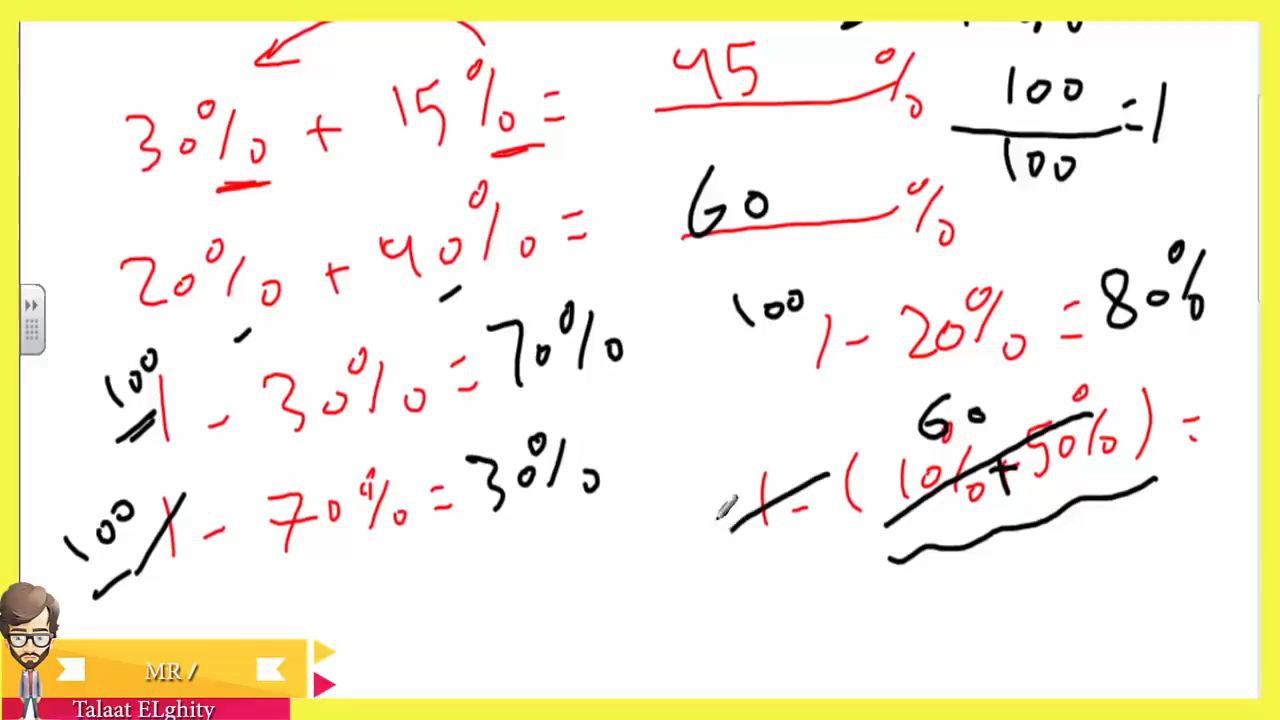 30% + 15% = 45 %
100
100 = 1
20% + 40% = 60 %
100 1 - 30% = 70%
100 1 - 20% = 80%
100 1 - 70% = 30%
60
1 - ( 10% + 50% ) =
MR /
Talaat ELghity